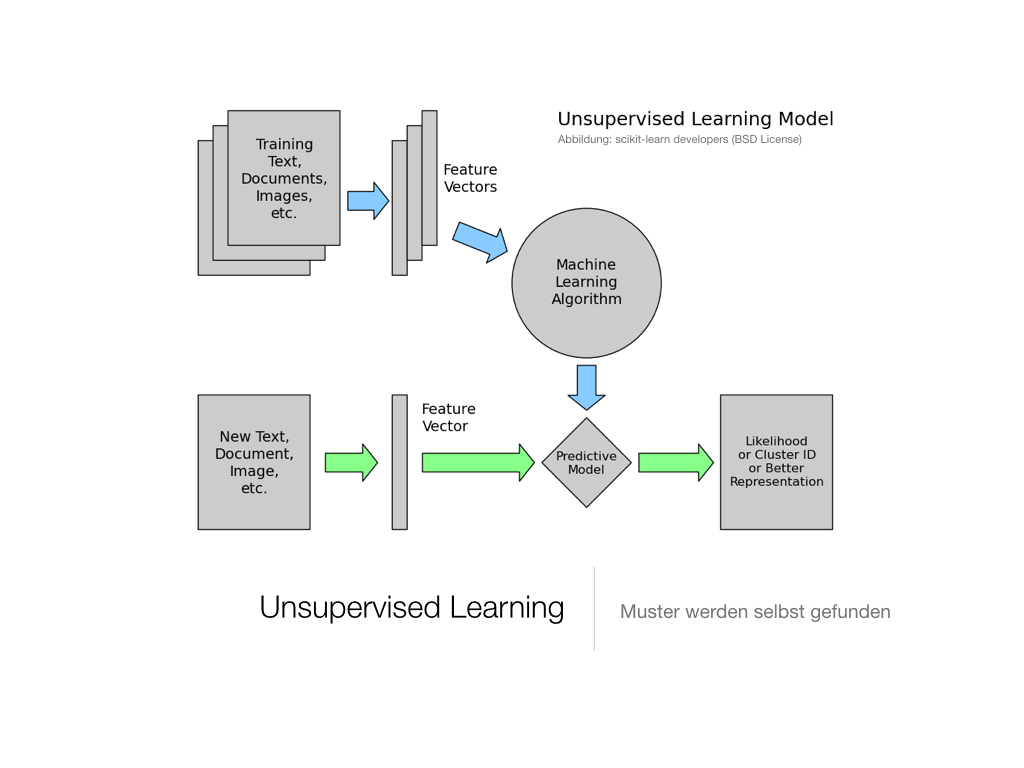 Unsupervised Learning Model
Abbildung: scikit-learn developers (BSD License)
Training
Text,
Documents,
Images,
etc.
Feature
Vectors
Machine
Learning
Algorithm
New Text,
Document,
Image,
etc.
Feature
Vector
Predictive
Model
Likelihood
or Cluster ID
or Better
Representation
Unsupervised Learning
Muster werden selbst gefunden